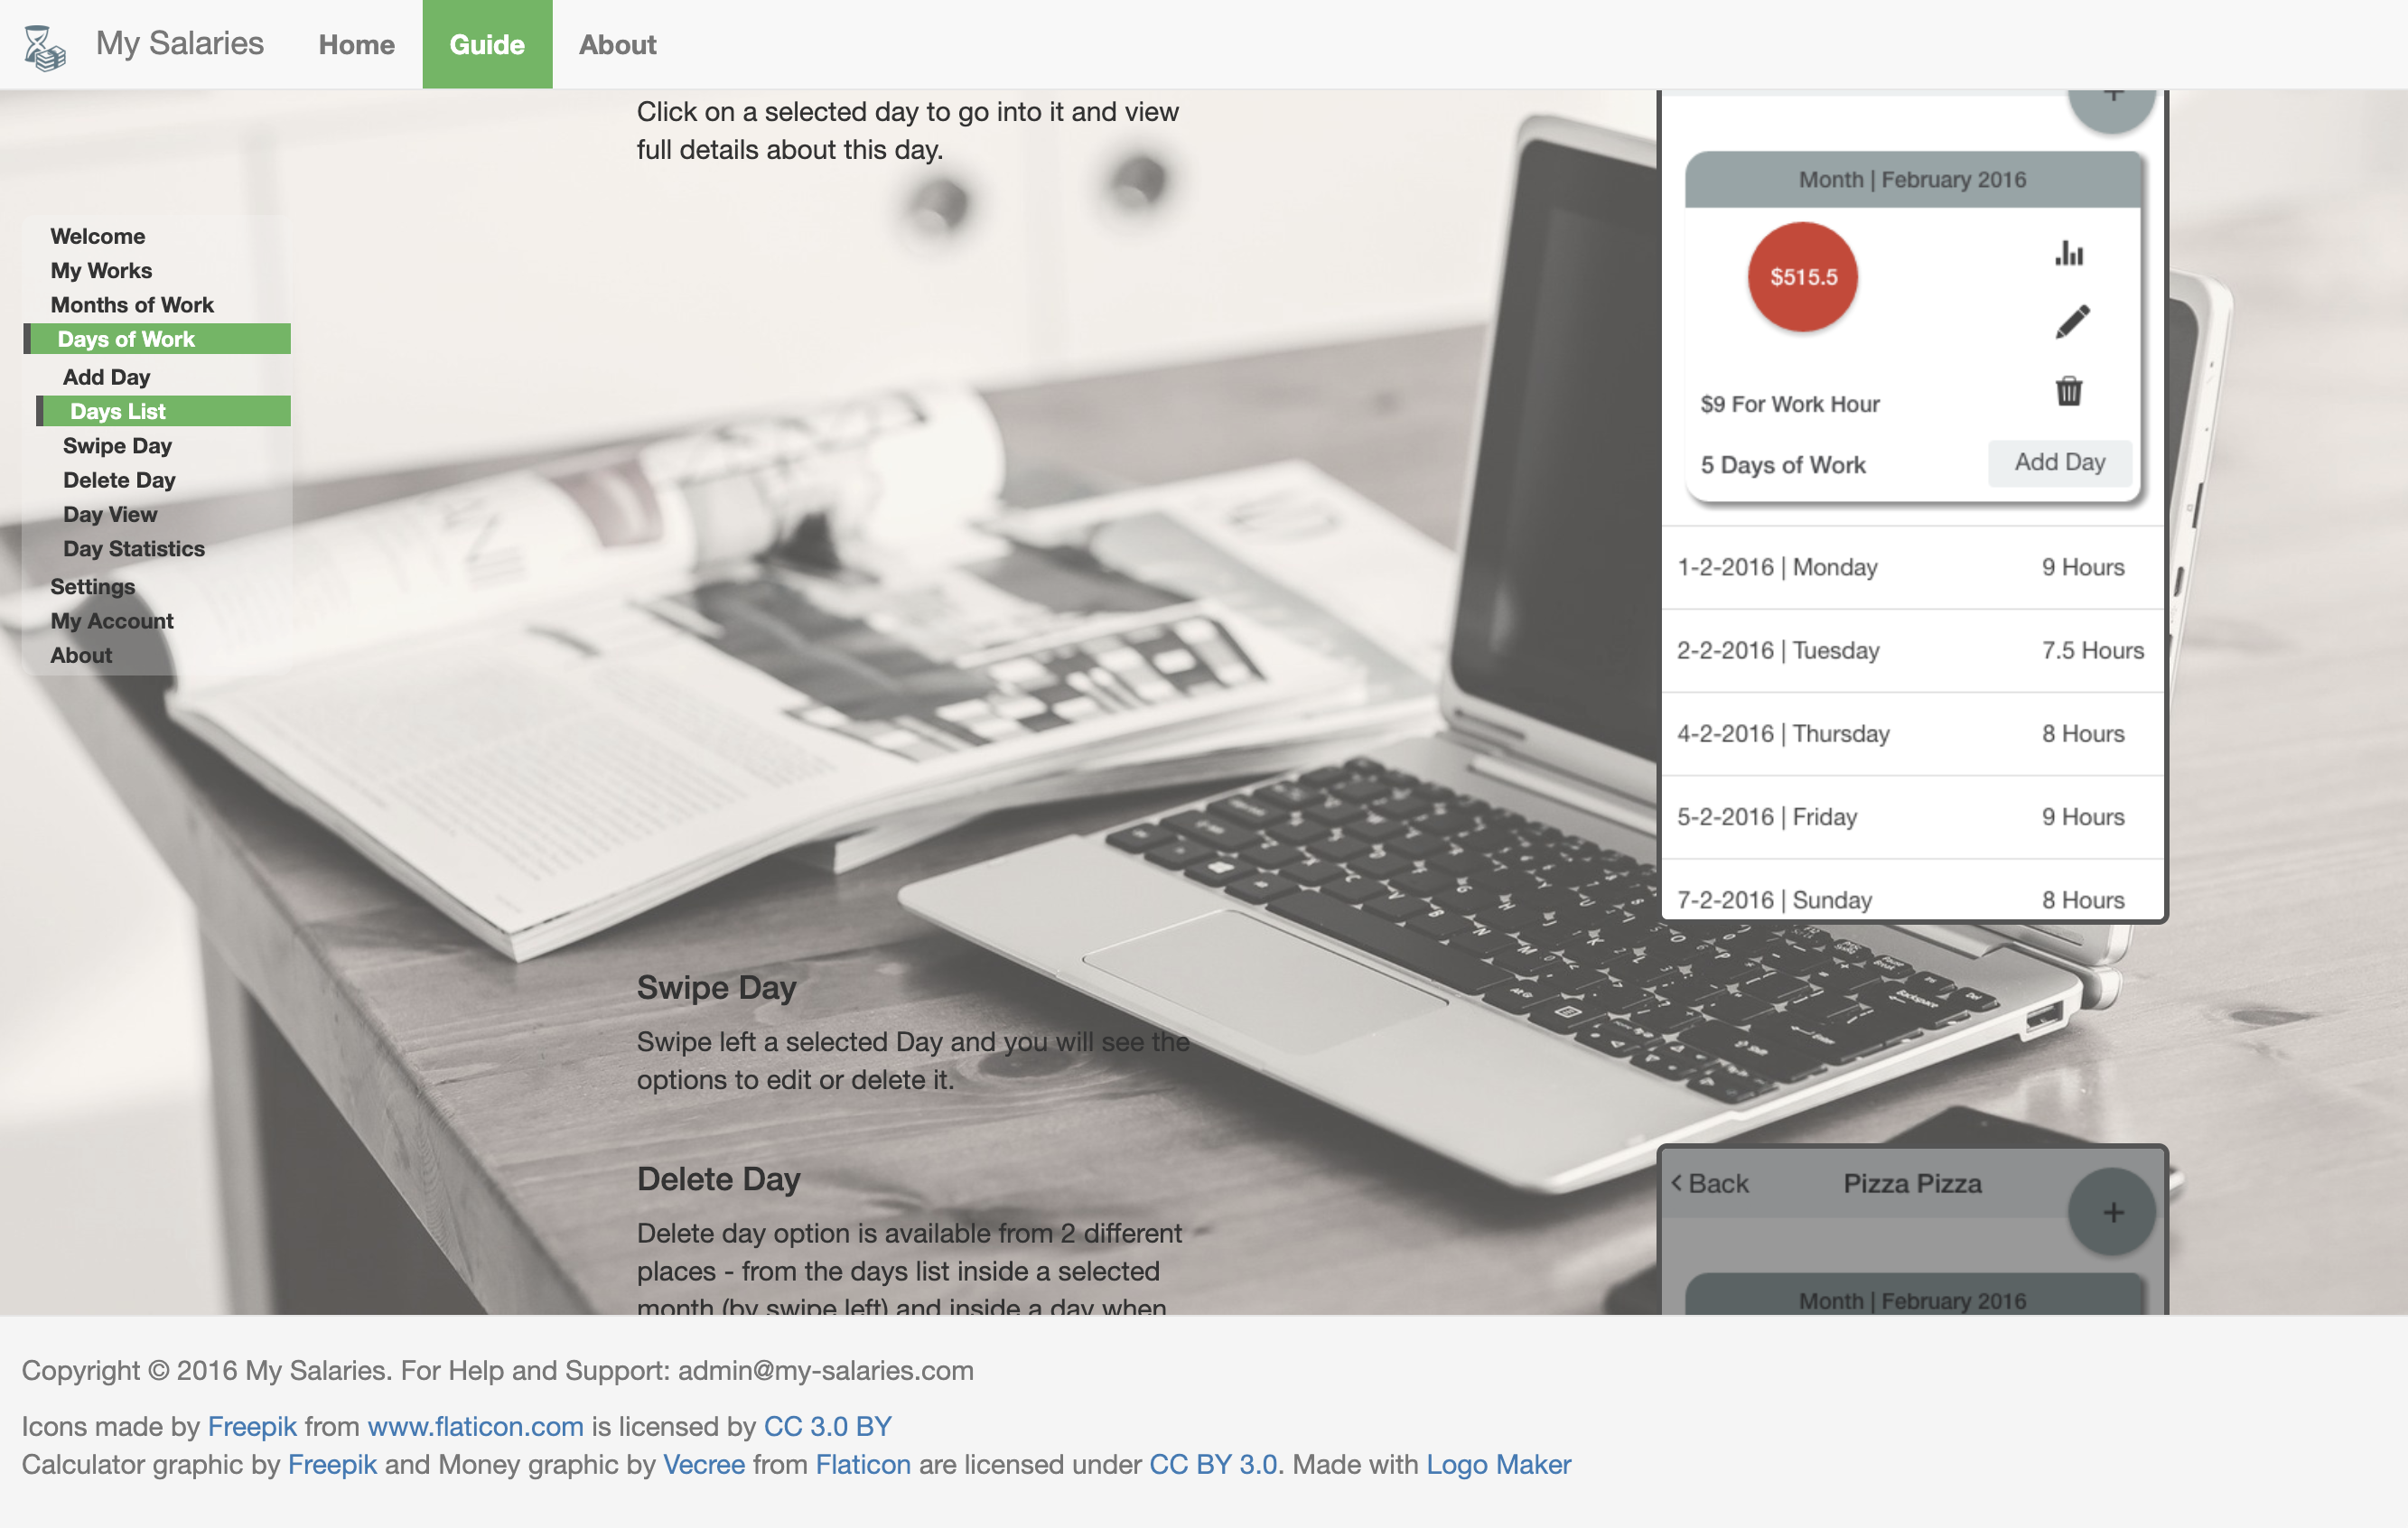 My Salaries Home Guide About
Click on a selected day to go into it and view
full details about this day.
Welcome
My Works
Months of Work
Days of Work
Add Day
Days List
Swipe Day
Delete Day
Day View
Day Statistics
Settings
My Account
About
+
Month | February 2016
$515.5
$9 For Work Hour
5 Days of Work
Add Day
1-2-2016 | Monday 9 Hours
2-2-2016 | Tuesday 7.5 Hours
4-2-2016 | Thursday 8 Hours
5-2-2016 | Friday 9 Hours
7-2-2016 | Sunday 8 Hours
Swipe Day
Swipe left a selected Day and you will see the
options to edit or delete it.
Delete Day
Delete day option is available from 2 different
places - from the days list inside a selected
month (by swipe left) and inside a day when
< Back Pizza Pizza +
Month | February 2016
Copyright © 2016 My Salaries. For Help and Support: admin@my-salaries.com
Icons made by Freepik from www.flaticon.com is licensed by CC 3.0 BY
Calculator graphic by Freepik and Money graphic by Vecree from Flaticon are licensed under CC BY 3.0. Made with Logo Maker